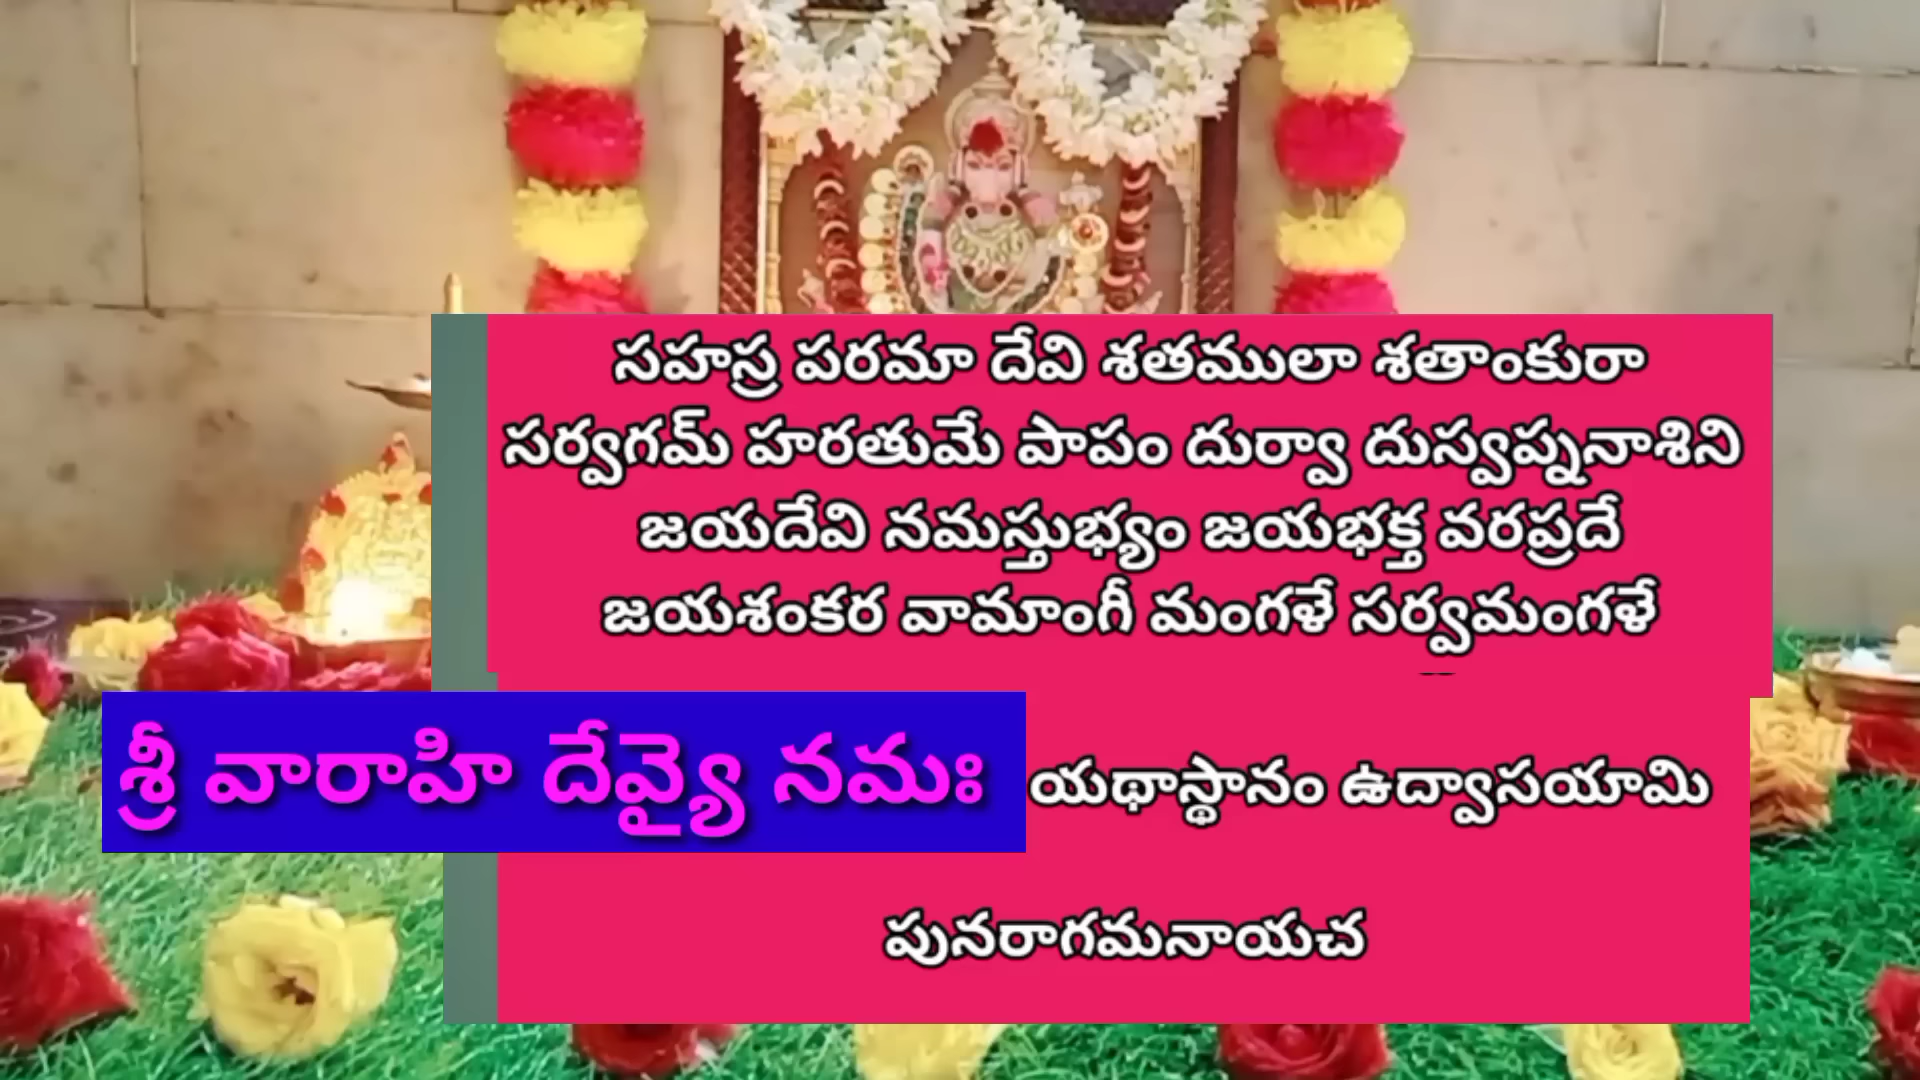 సహస్ర పరమా దేవి శతములా శతాంకురా
సర్వగమ్ హరతుమే పాపం దుర్వా దుస్వప్ననాశిని
జయదేవి నమస్తుభ్యం జయభక్త వరప్రదే
జయశంకర వామాంగీ మంగళే సర్వమంగళే
శ్రీ వారాహి దేవ్యై నమః యథాస్థానం ఉద్వాసయామి
పునరాగమనాయచ